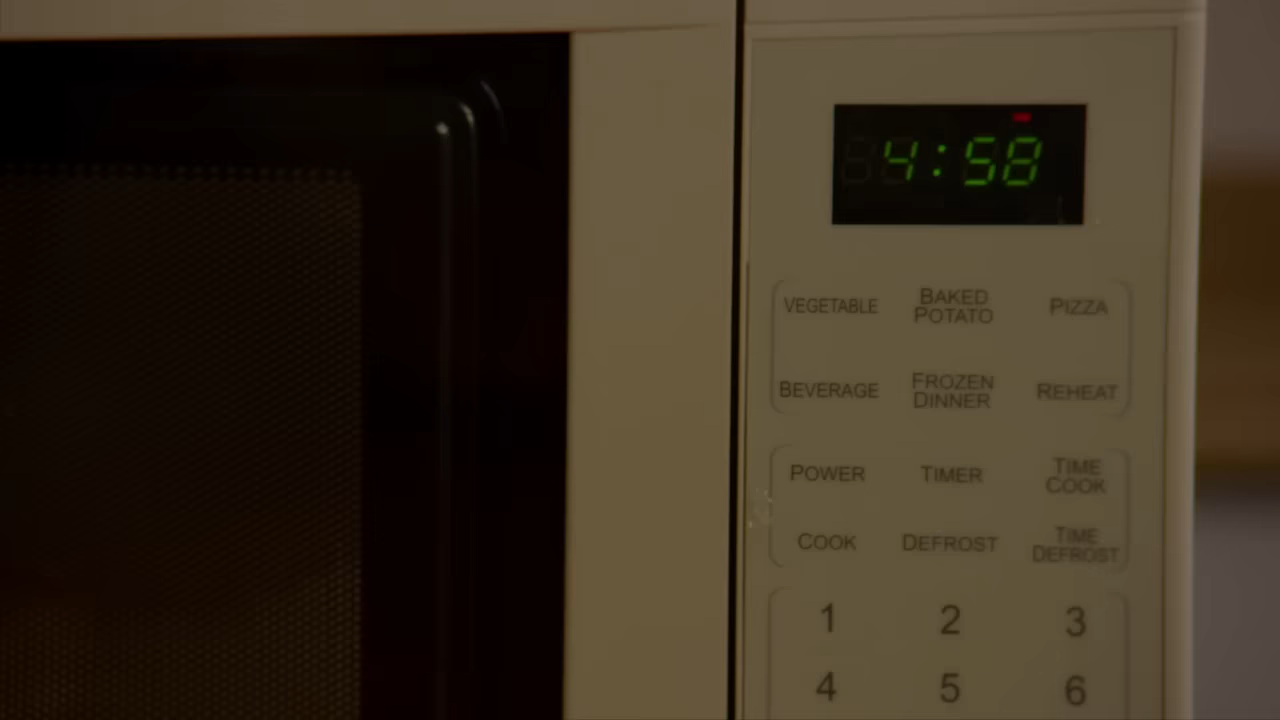 4:58
VEGETABLE BAKED POTATO PIZZA
BEVERAGE FROZEN DINNER REHEAT
POWER TIMER TIME COOK
COOK DEFROST TIME DEFROST
1 2 3
4 5 6